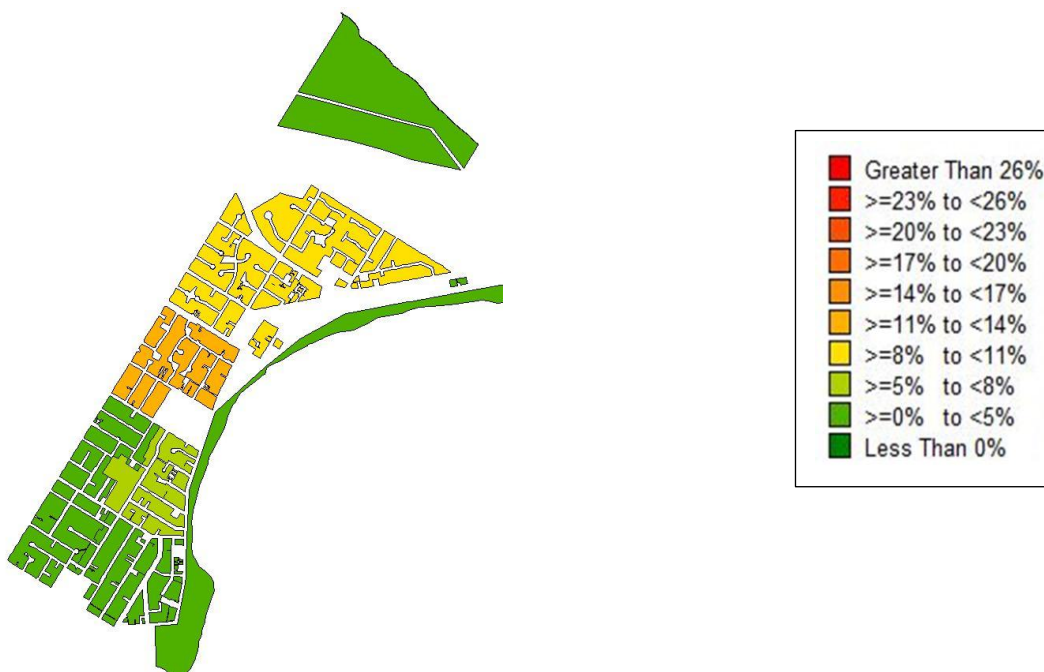 Greater Than 26%
>=23% to <26%
>=20% to <23%
>=17% to <20%
>=14% to <17%
>=11% to <14%
>=8% to <11%
>=5% to <8%
>=0% to <5%
Less Than 0%